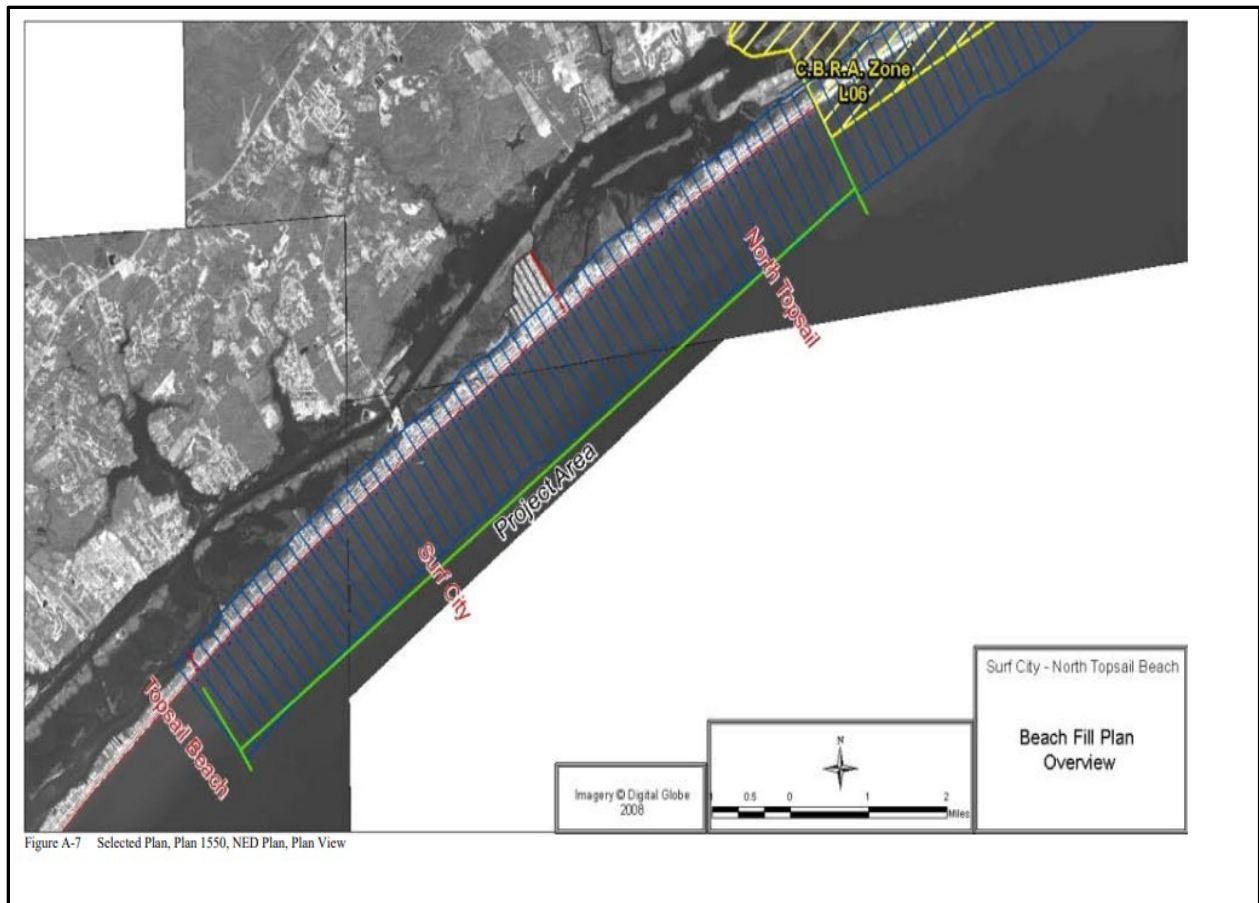 C.B.R.A. Zone
L06
North Topsail
Project Area
Surf City
Topsail Beach
Surf City - North Topsail Beach
Beach Fill Plan
Overview
Imagery © Digital Globe
2008
N
1 0.5 0 1 2
Miles
Figure A-7 Selected Plan, Plan 1550, NED Plan, Plan View